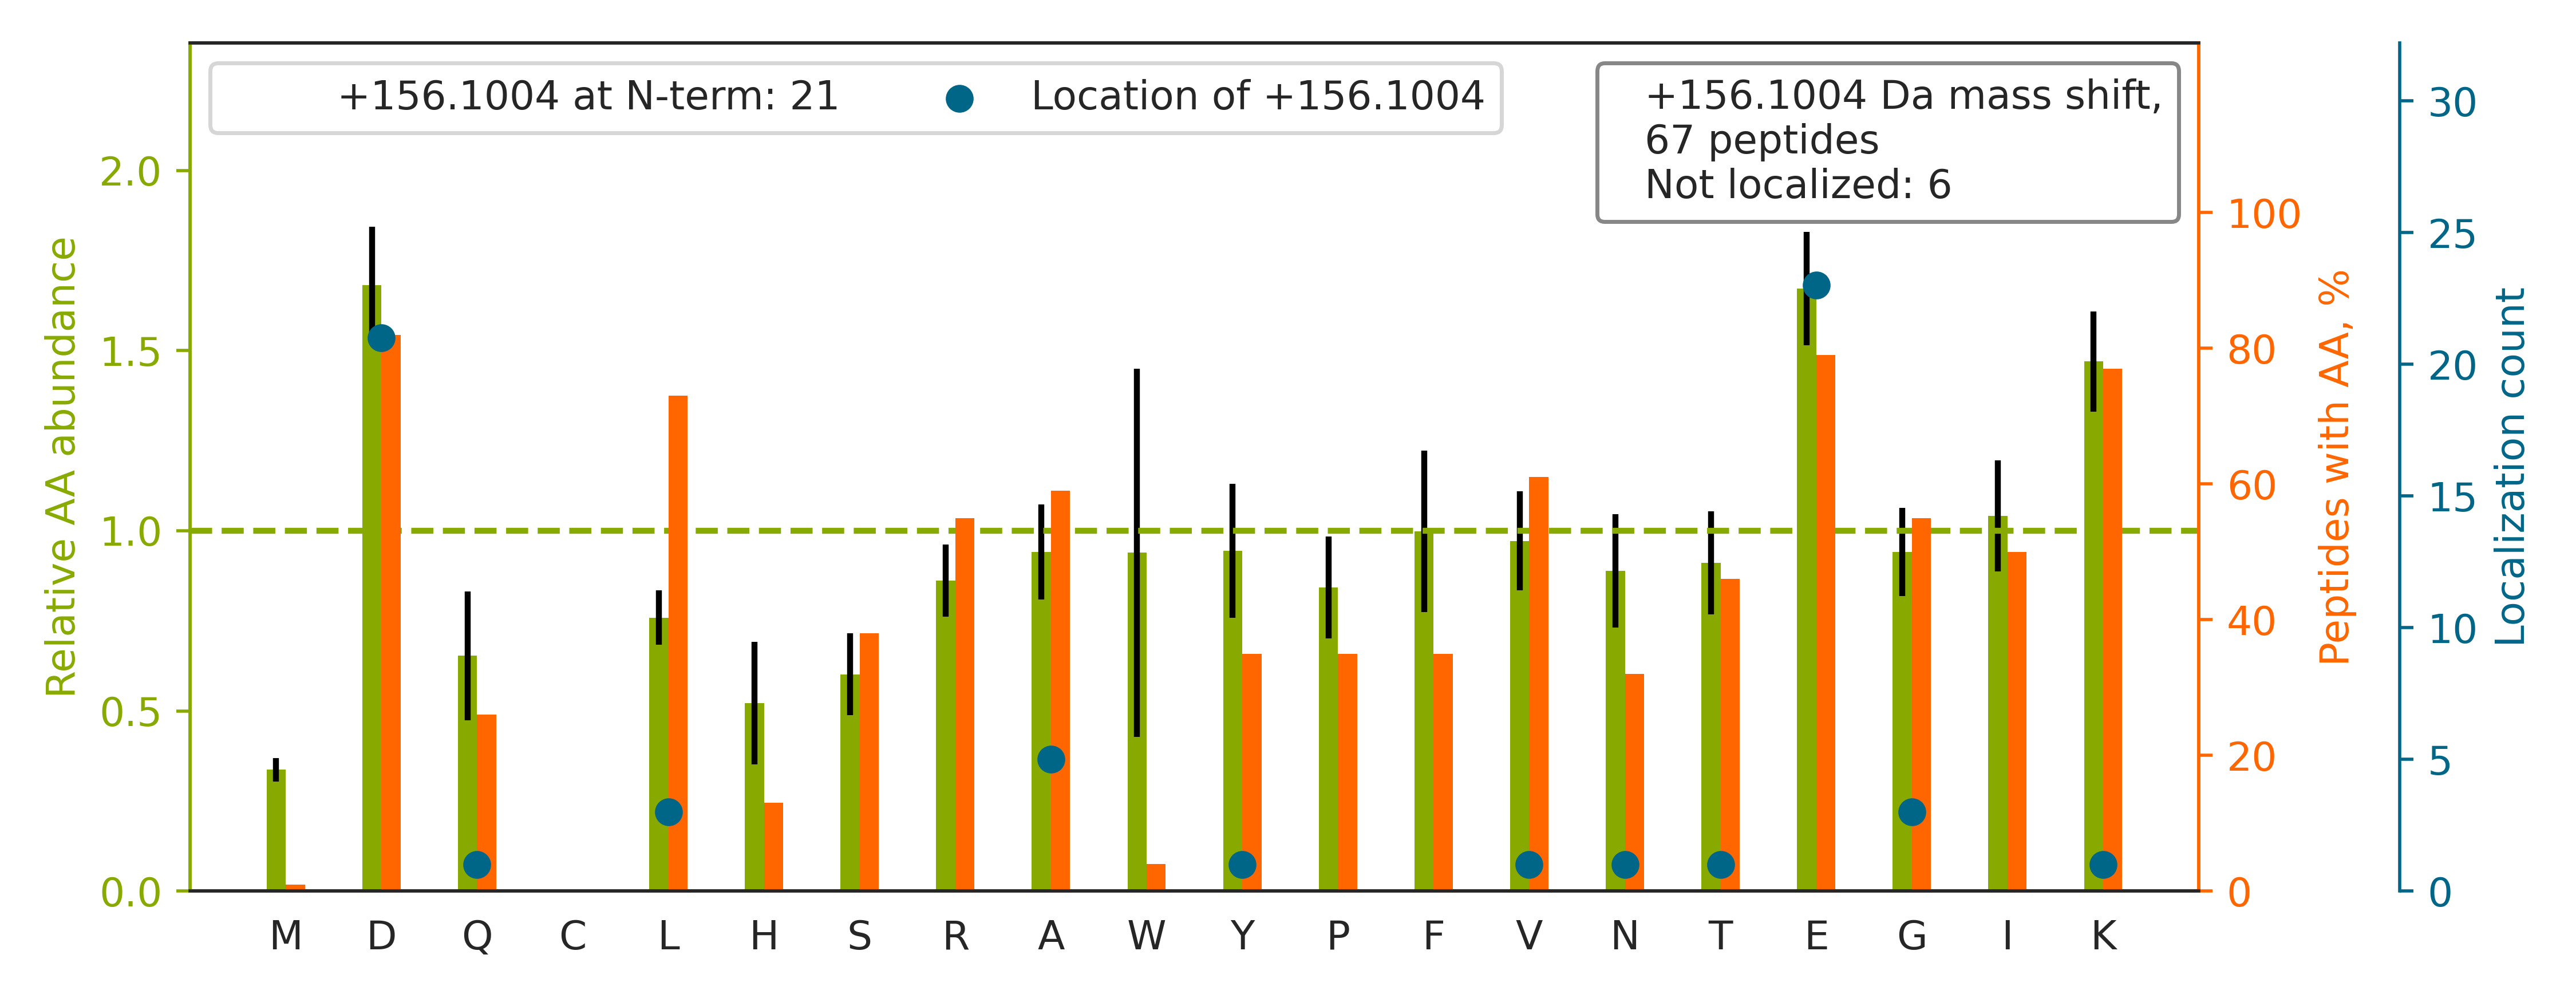 +156.1004 at N-term: 21
Location of +156.1004
+156.1004 Da mass shift,
67 peptides
Not localized: 6
Relative AA abundance
2.0
1.5
1.0
0.5
0.0
M D Q C L H S R A W Y P F V N T E G I K
100
80
60
40
20
0
Peptides with AA, %
30
25
20
15
10
5
0
Localization count